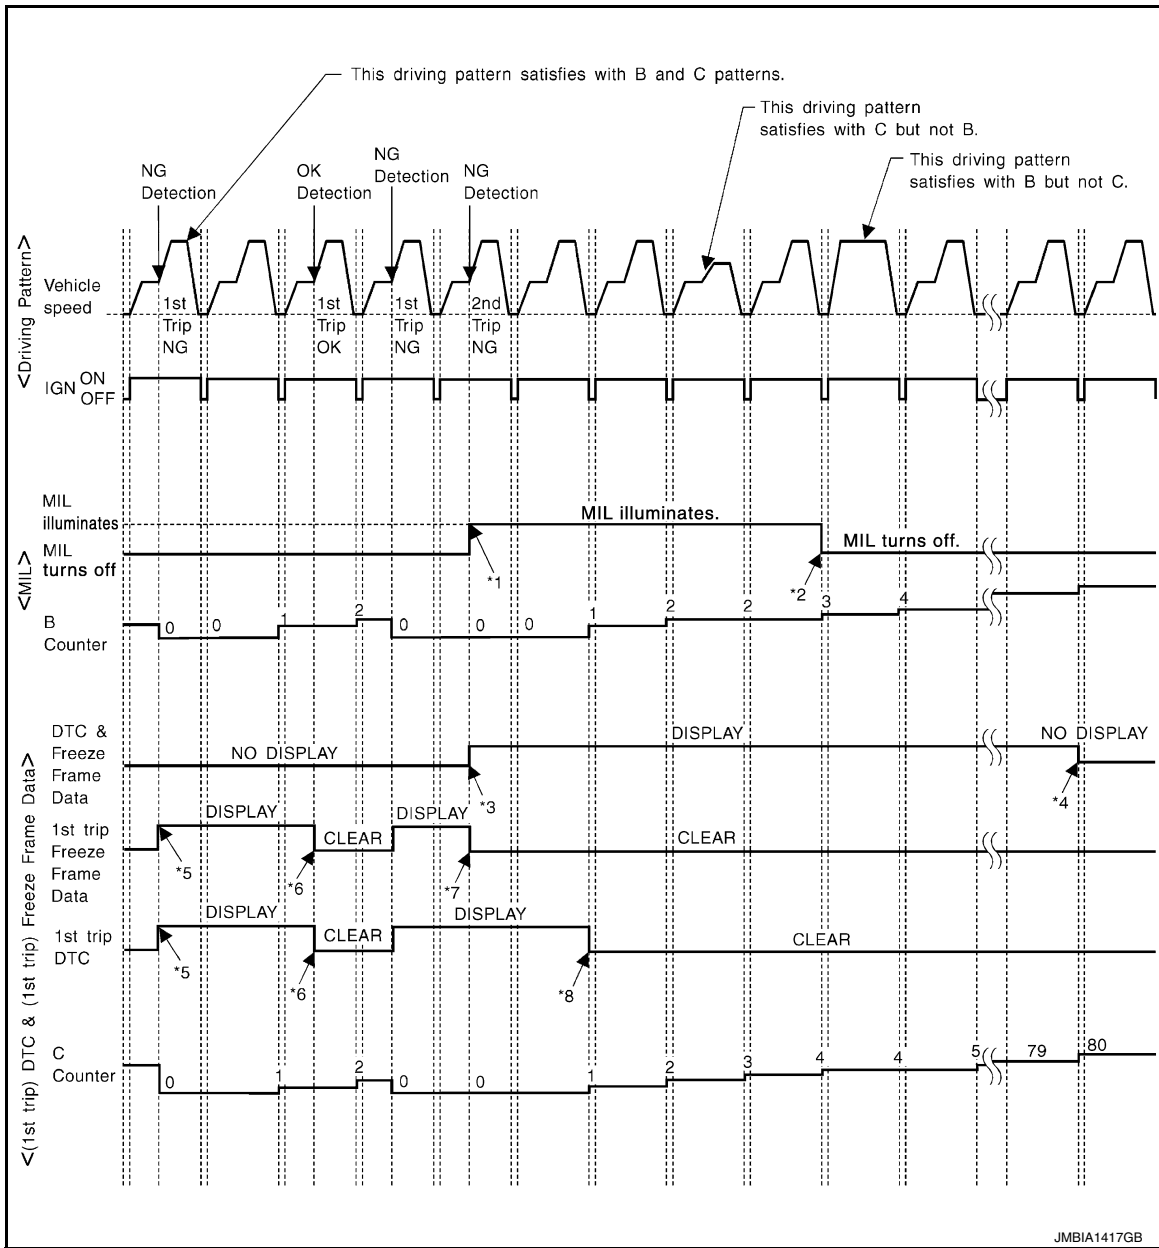 This driving pattern satisfies with B and C patterns.
This driving pattern
satisfies with C but not B.
This driving pattern
satisfies with B but not C.
NG
Detection
OK
Detection
NG
Detection
NG
Detection
<Driving Pattern>
Vehicle
speed
1st
Trip
NG
1st
Trip
OK
1st
Trip
NG
2nd
Trip
NG
IGN ON
OFF
<MIL>
MIL
illuminates
MIL illuminates.
MIL
turns off
MIL turns off.
*1
*2
B
Counter
0 0 1 2 0 0 0 1 2 2 3 4
<(1st trip) DTC & (1st trip) Freeze Frame Data>
DTC &
Freeze
Frame
Data
NO DISPLAY
DISPLAY
NO DISPLAY
*3
*4
1st trip
Freeze
Frame
Data
DISPLAY
CLEAR
DISPLAY
CLEAR
*5
*6
*7
1st trip
DTC
DISPLAY
CLEAR
DISPLAY
CLEAR
*5
*6
*8
C
Counter
0 1 2 0 0 1 2 3 4 4 5 79 80
JMBIA1417GB